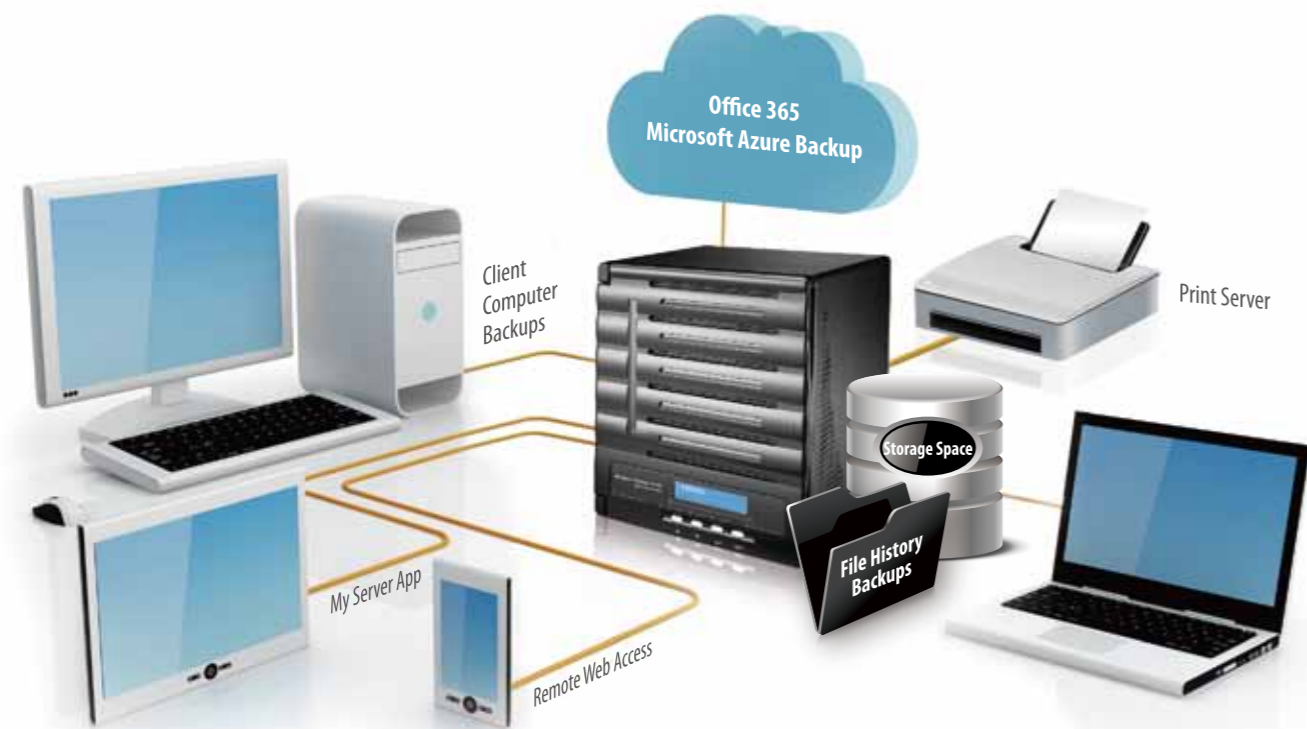 Office 365
Microsoft Azure Backup
Client
Computer
Backups
Print Server
Storage Space
File History
Backups
My Server App
Remote Web Access